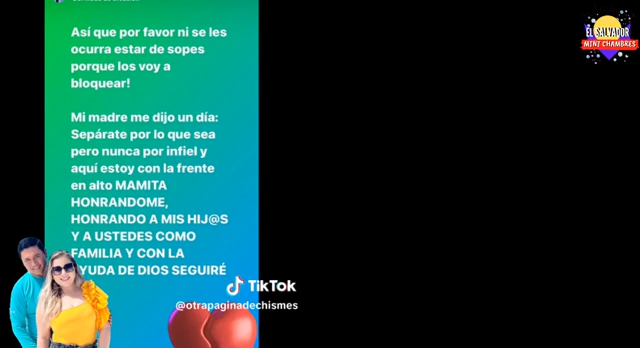 Así que por favor ni se les
ocurra estar de sopes
porque los voy a
bloquear!
Mi madre me dijo un día:
Sepárate por lo que sea
pero nunca por infiel y
aquí estoy con la frente
en alto MAMITA
HONRANDOME,
HONRANDO A MIS HIJ@S
Y A USTEDES COMO
FAMILIA Y CON LA
AYUDA DE DIOS SEGUIRÉ
TikTok
@otrapaginadechismes
EL SALVADOR
MINI CHAMBRES